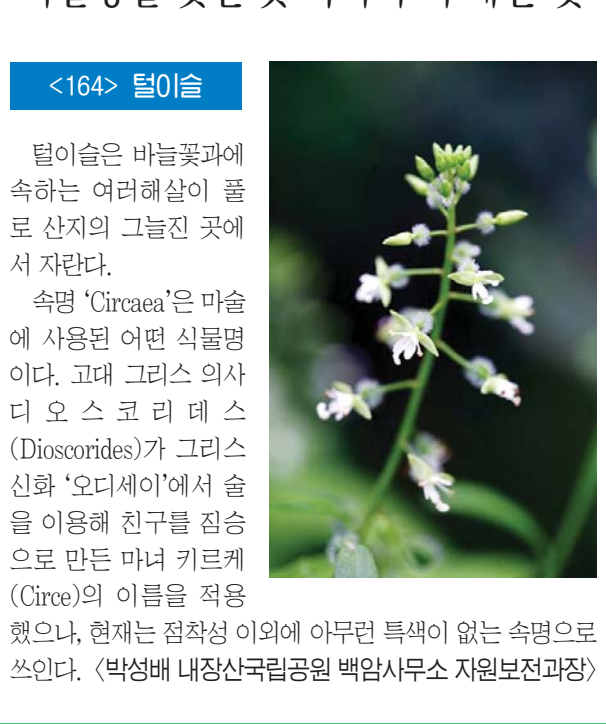 <164> 털이슬
털이슬은 바늘꽃과에
속하는 여러해살이 풀
로 산지의 그늘진 곳에
서 자란다.
속명 ‘Circaea’은 마술
에 사용된 어떤 식물명
이다. 고대 그리스 의사
디 오 스 코 리 데 스
(Dioscorides)가 그리스
신화 ‘오디세이’에서 술
을 이용해 친구를 짐승
으로 만든 마녀 키르케
(Circe)의 이름을 적용
했으나, 현재는 점착성 이외에 아무런 특색이 없는 속명으로
쓰인다. <박성배 내장산국립공원 백암사무소 자원보전과장>